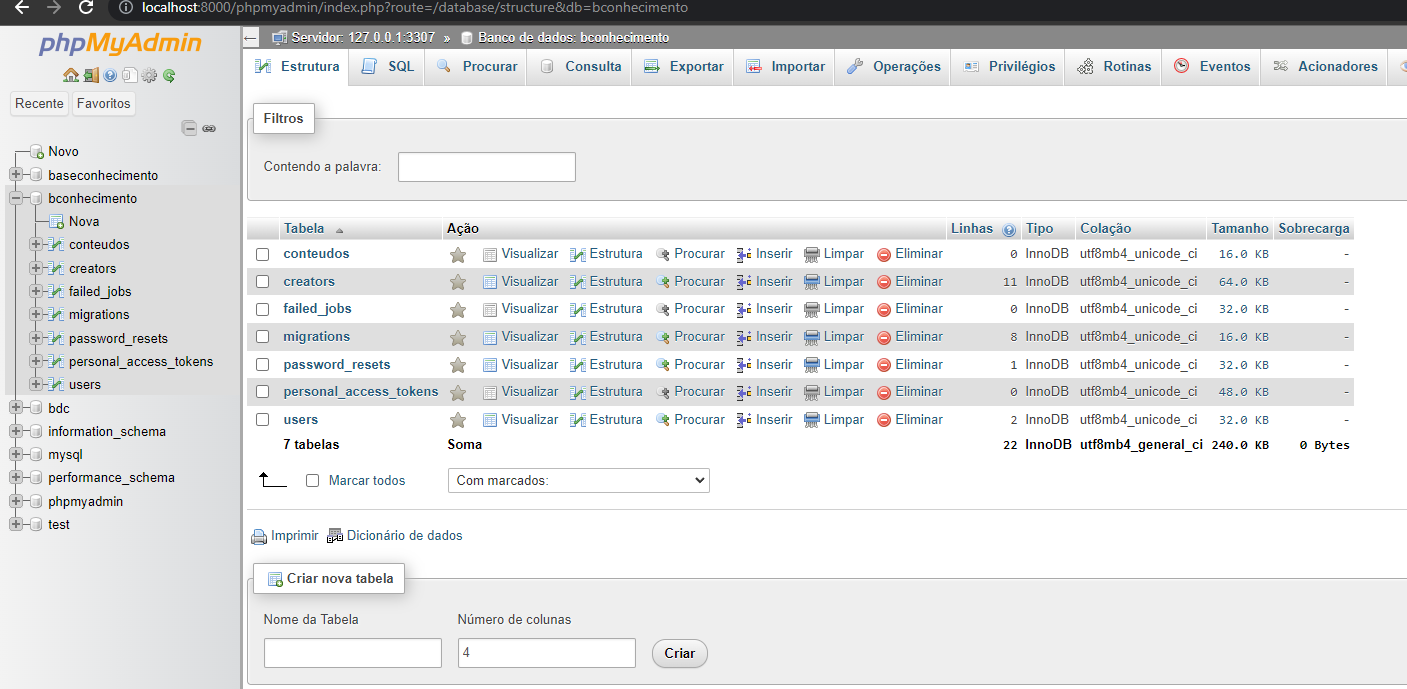 localhost:8000/phpmyadmin/index.php?route=/database/structure&db=bconhecimento
phpMyAdmin
Recente Favoritos
Novo
baseconhecimento
bconhecimento
Nova
conteudos
creators
failed_jobs
migrations
password_resets
personal_access_tokens
users
bdc
information_schema
mysql
performance_schema
phpmyadmin
test
Servidor: 127.0.0.1:3307 » Banco de dados: bconhecimento
Estrutura SQL Procurar Consulta Exportar Importar Operações Privilégios Rotinas Eventos Acionadores
Filtros
Contendo a palavra:
Tabela Ação Linhas Tipo Colação Tamanho Sobrecarga
conteudos Visualizar Estrutura Procurar Inserir Limpar Eliminar 0 InnoDB utf8mb4_unicode_ci 16.0 KB -
creators Visualizar Estrutura Procurar Inserir Limpar Eliminar 11 InnoDB utf8mb4_unicode_ci 64.0 KB -
failed_jobs Visualizar Estrutura Procurar Inserir Limpar Eliminar 0 InnoDB utf8mb4_unicode_ci 32.0 KB -
migrations Visualizar Estrutura Procurar Inserir Limpar Eliminar 8 InnoDB utf8mb4_unicode_ci 16.0 KB -
password_resets Visualizar Estrutura Procurar Inserir Limpar Eliminar 1 InnoDB utf8mb4_unicode_ci 32.0 KB -
personal_access_tokens Visualizar Estrutura Procurar Inserir Limpar Eliminar 0 InnoDB utf8mb4_unicode_ci 48.0 KB -
users Visualizar Estrutura Procurar Inserir Limpar Eliminar 2 InnoDB utf8mb4_unicode_ci 32.0 KB -
7 tabelas Soma 22 InnoDB utf8mb4_general_ci 240.0 KB 0 Bytes
Marcar todos Com marcados:
Imprimir Dicionário de dados
Criar nova tabela
Nome da Tabela Número de colunas
4 Criar